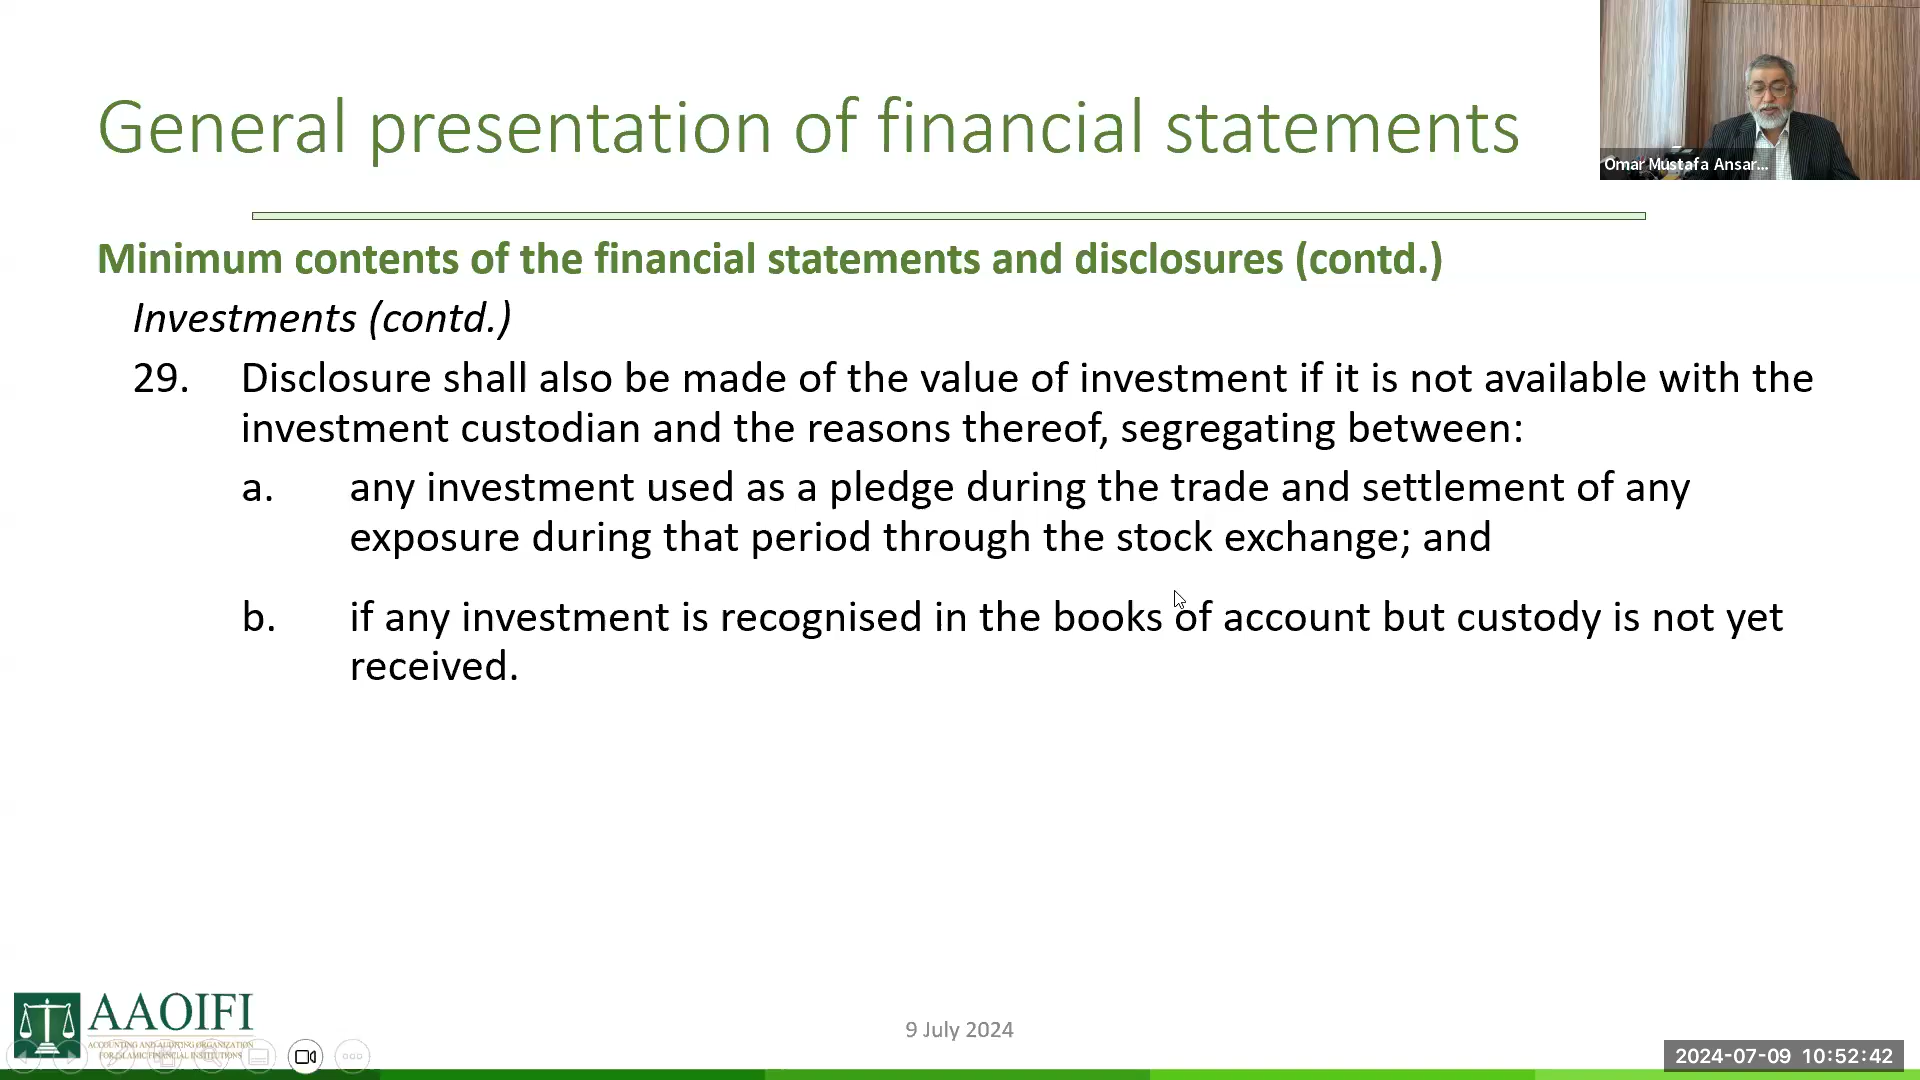 General presentation of financial statements
Omar Mustafa Ansar...
Minimum contents of the financial statements and disclosures (contd.)
Investments (contd.)
29. Disclosure shall also be made of the value of investment if it is not available with the
investment custodian and the reasons thereof, segregating between:
a. any investment used as a pledge during the trade and settlement of any
exposure during that period through the stock exchange; and
b. if any investment is recognised in the books of account but custody is not yet
received.
AAOIFI
ACCOUNTING AND AUDITING ORGANIZATION
FOR ISLAMIC FINANCIAL INSTITUTIONS
9 July 2024
2024-07-09 10:52:42